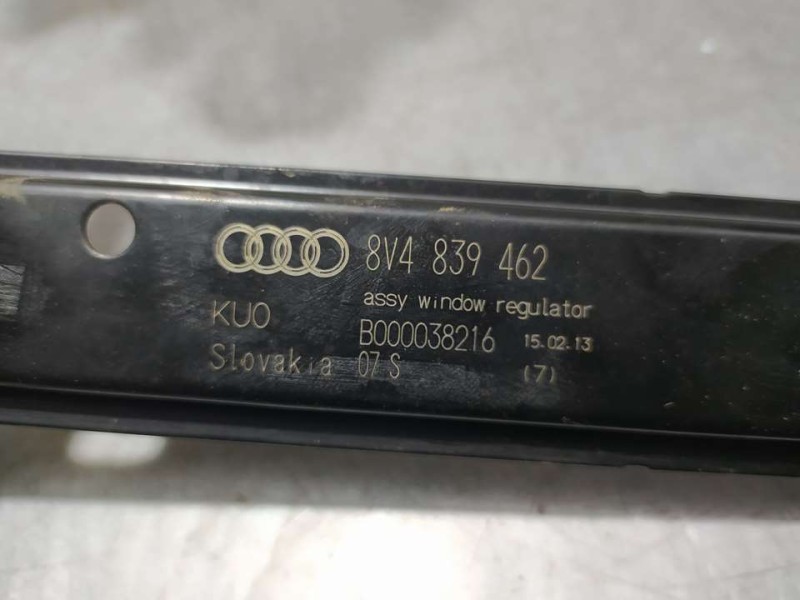 8V4 839 462
assy window regulator
KUO B000038216 15.02.13
Slovakia 07 S (7)